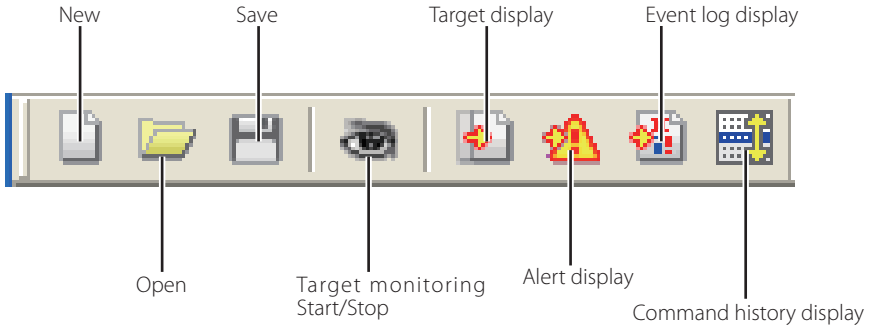 New
Save
Target display
Event log display
Open
Target monitoring
Start/Stop
Alert display
Command history display